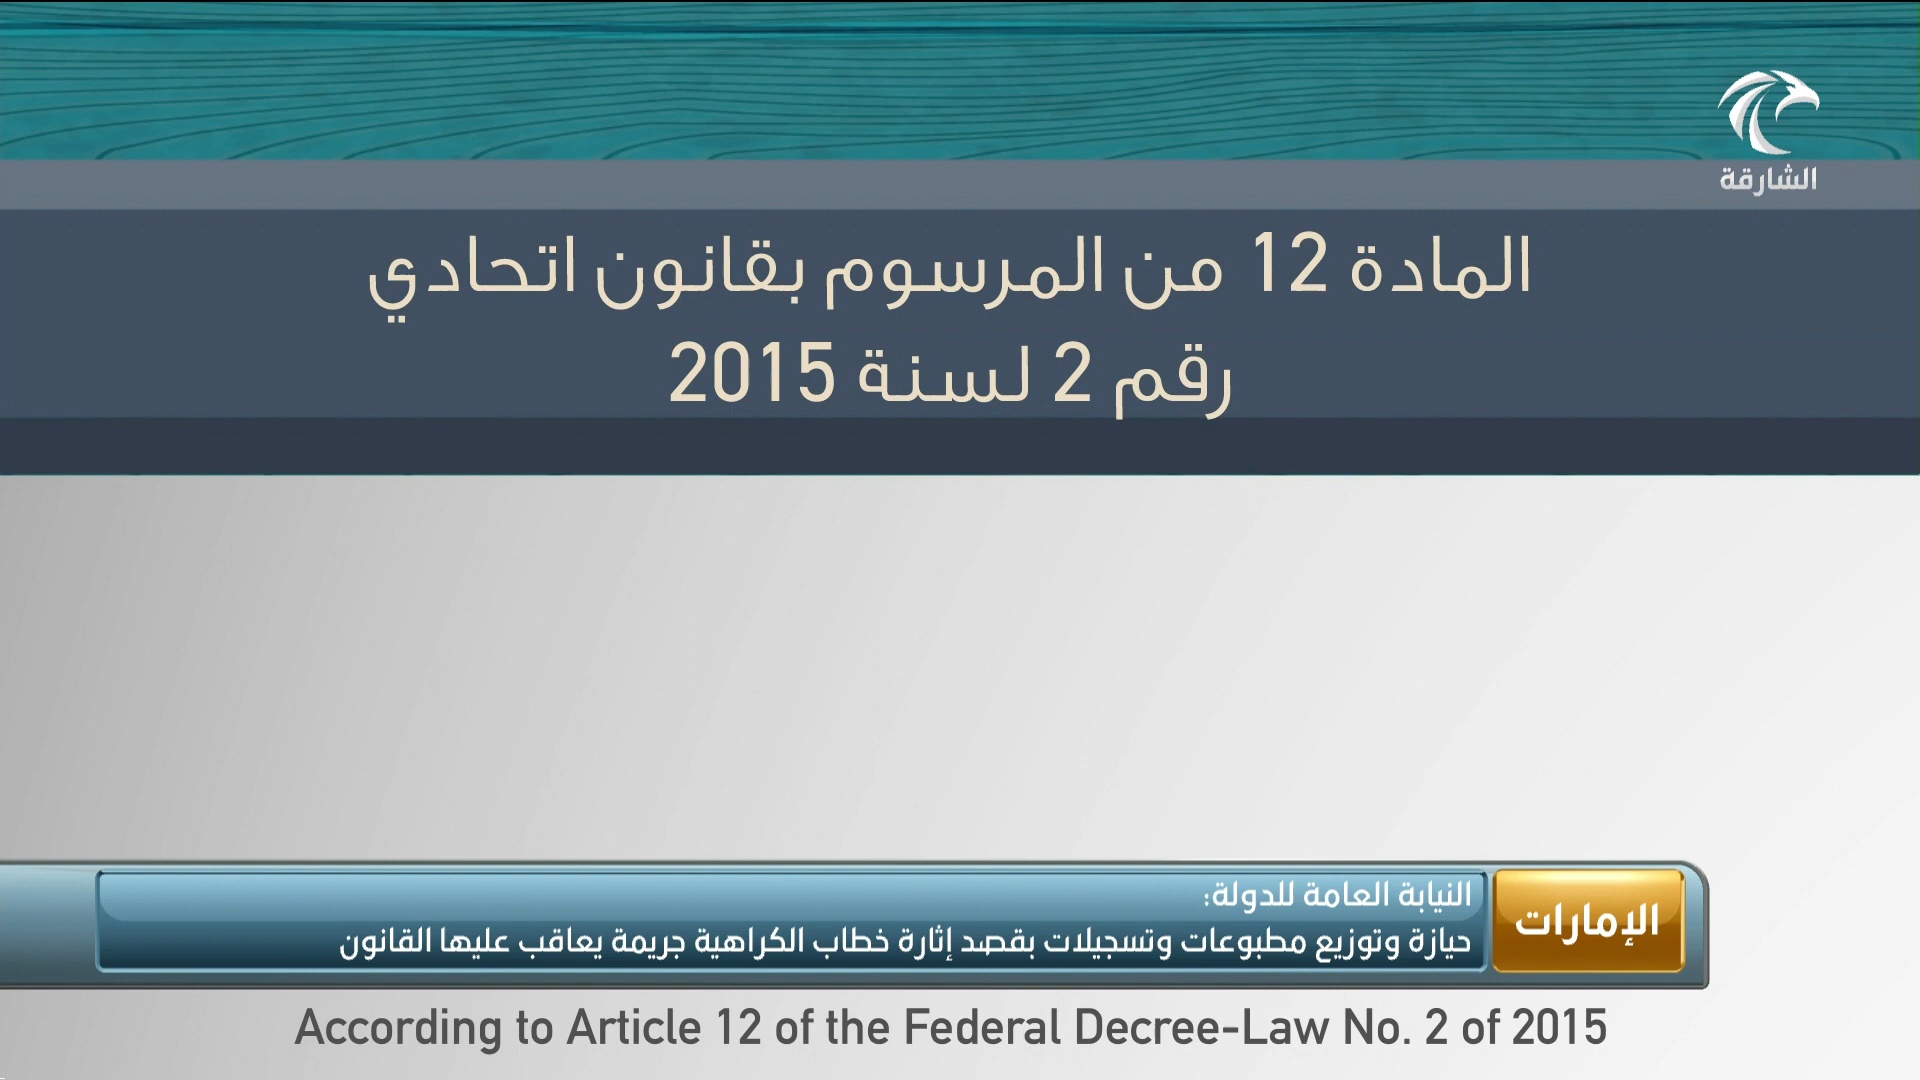 الشارقة
المادة 12 من المرسوم بقانون اتحادي
رقم 2 لسنة 2015
الإمارات
النيابة العامة للدولة:
حيازة وتوزيع مطبوعات وتسجيلات بقصد إثارة خطاب الكراهية جريمة يعاقب عليها القانون
According to Article 12 of the Federal Decree-Law No. 2 of 2015